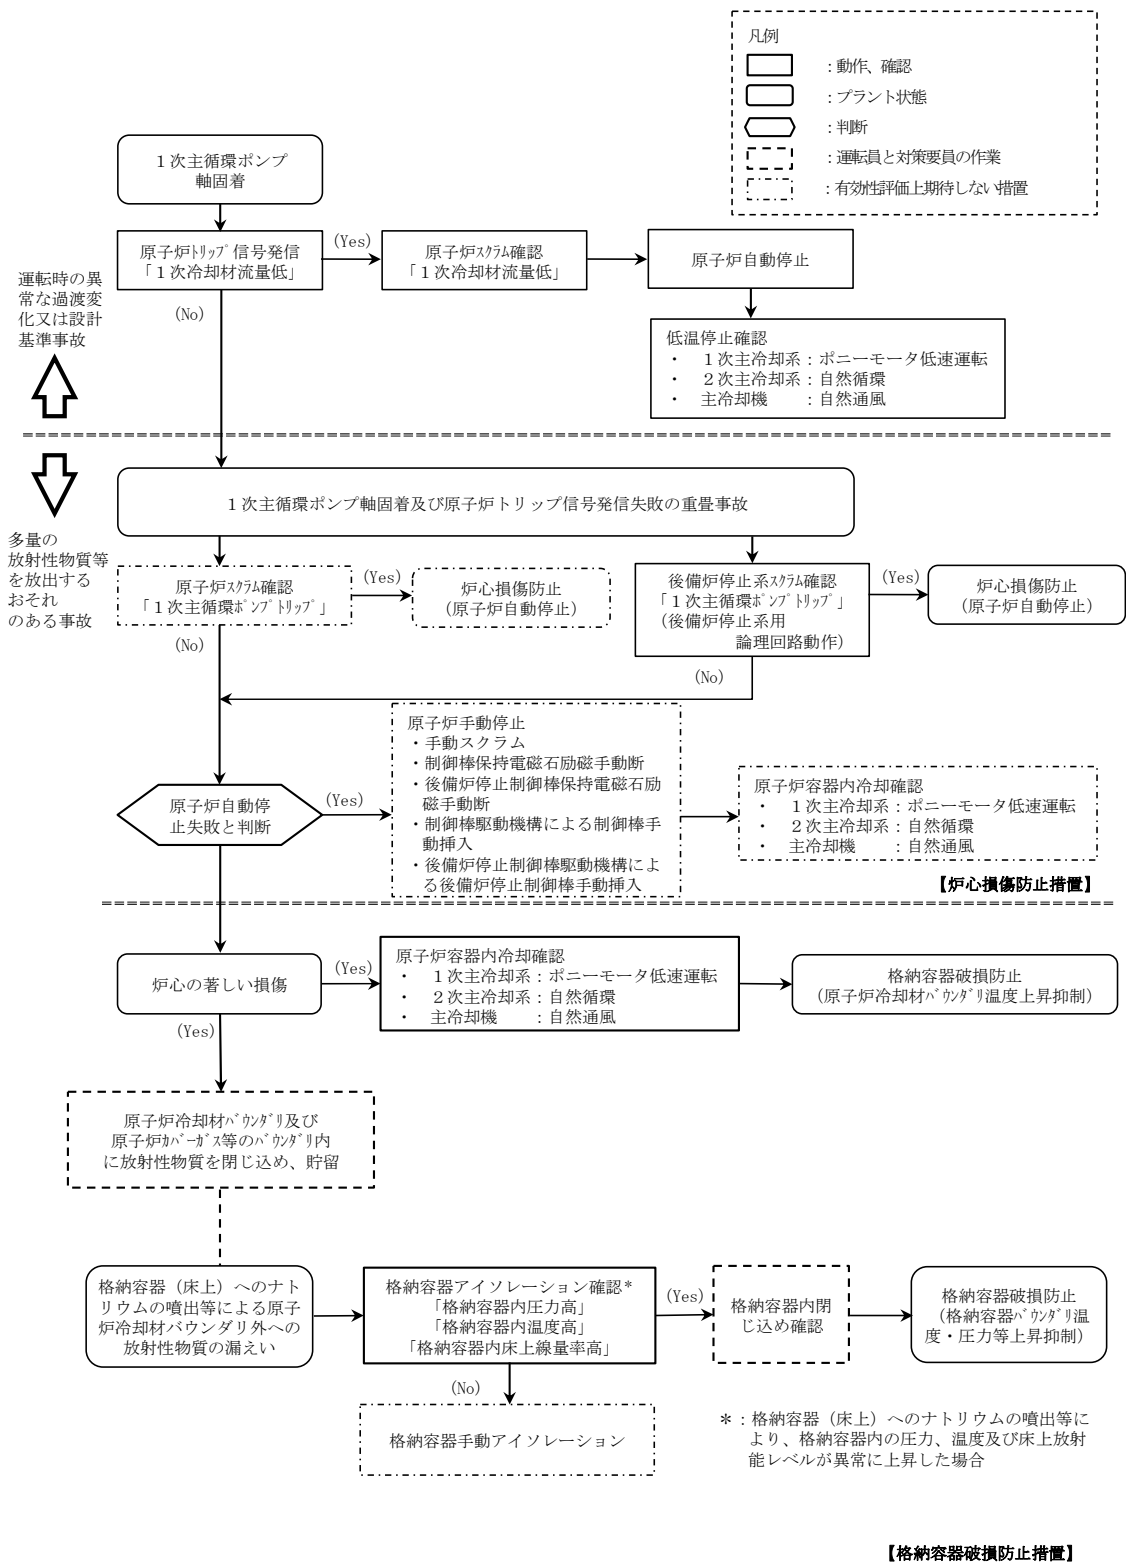 凡例
：動作、確認
：プラント状態
：判断
：運転員と対策要員の作業
：有効性評価上期待しない措置
１次主循環ポンプ
軸固着
原子炉ﾄﾘｯﾌﾟ信号発信
「１次冷却材流量低」
(Yes)
原子炉ｽｸﾗﾑ確認
「１次冷却材流量低」
原子炉自動停止
(No)
低温停止確認
・　１次主冷却系：ポニーモータ低速運転
・　２次主冷却系：自然循環
・　主冷却機　　：自然通風
運転時の異
常な過渡変
化又は設計
基準事故
多量の
放射性物質等
を放出する
おそれ
のある事故
１次主循環ポンプ軸固着及び原子炉トリップ信号発信失敗の重畳事故
原子炉ｽｸﾗﾑ確認
「１次主循環ﾎﾟﾝﾌﾟﾄﾘｯﾌﾟ」
(Yes)
炉心損傷防止
（原子炉自動停止）
後備炉停止系ｽｸﾗﾑ確認
「１次主循環ﾎﾟﾝﾌﾟﾄﾘｯﾌﾟ」
（後備炉停止系用
論理回路動作）
(Yes)
炉心損傷防止
（原子炉自動停止）
(No)
(No)
原子炉自動停
止失敗と判断
(Yes)
原子炉手動停止
・手動スクラム
・制御棒保持電磁石励磁手動断
・後備炉停止制御棒保持電磁石励
磁手動断
・制御棒駆動機構による制御棒手
動挿入
・後備炉停止制御棒駆動機構によ
る後備炉停止制御棒手動挿入
原子炉容器内冷却確認
・　１次主冷却系：ポニーモータ低速運転
・　２次主冷却系：自然循環
・　主冷却機　　：自然通風
【炉心損傷防止措置】
炉心の著しい損傷
(Yes)
原子炉容器内冷却確認
・　１次主冷却系：ポニーモータ低速運転
・　２次主冷却系：自然循環
・　主冷却機　　：自然通風
格納容器破損防止
（原子炉冷却材ﾊﾞｳﾝﾀﾞﾘ温度上昇抑制）
(Yes)
原子炉冷却材ﾊﾞｳﾝﾀﾞﾘ及び
原子炉ｶﾊﾞｰｶﾞｽ等のﾊﾞｳﾝﾀﾞﾘ内
に放射性物質を閉じ込め、貯留
格納容器（床上）へのナト
リウムの噴出等による原子
炉冷却材バウンダリ外への
放射性物質の漏えい
格納容器アイソレーション確認*
「格納容器内圧力高」
「格納容器内温度高」
「格納容器内床上線量率高」
(Yes)
格納容器内閉
じ込め確認
格納容器破損防止
（格納容器ﾊﾞｳﾝﾀﾞﾘ温
度・圧力等上昇抑制）
(No)
格納容器手動アイソレーション
＊：格納容器（床上）へのナトリウムの噴出等に
より、格納容器内の圧力、温度及び床上放射
能レベルが異常に上昇した場合
【格納容器破損防止措置】